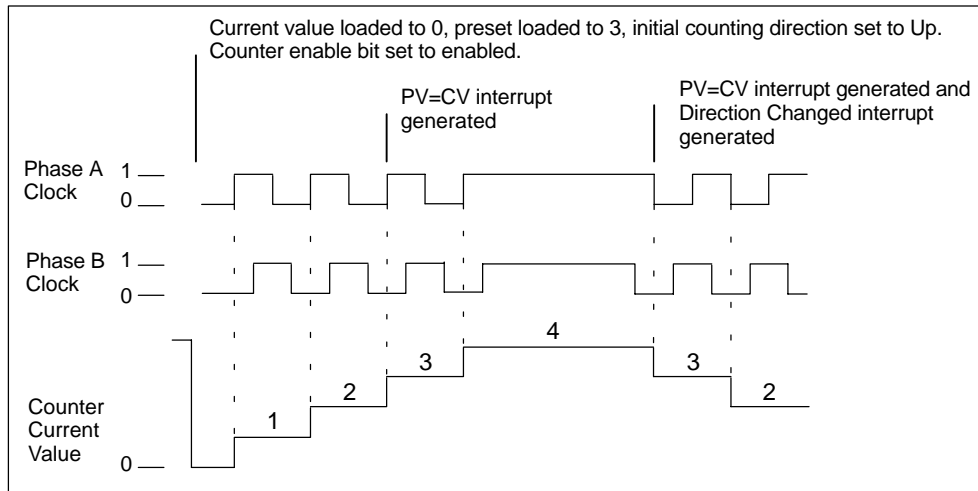 Current value loaded to 0, preset loaded to 3, initial counting direction set to Up.
Counter enable bit set to enabled.
PV=CV interrupt
generated
PV=CV interrupt generated and
Direction Changed interrupt
generated
Phase A
Clock
1
0
Phase B
Clock
1
0
Counter
Current
Value
0
1
2
3
4
3
2